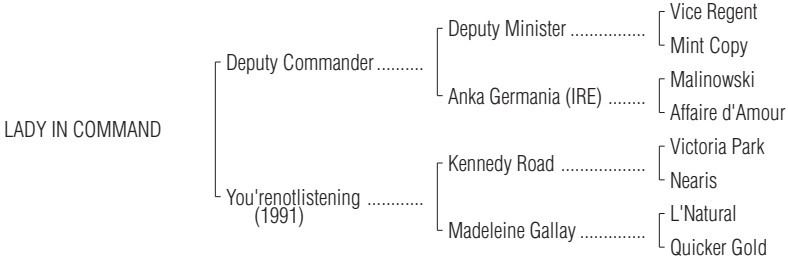 Vice Regent
Deputy Minister ................
Mint Copy
Deputy Commander..........
Malinowski
Anka Germania (IRE) ........
Affaire d'Amour
LADY IN COMMAND
Victoria Park
Kennedy Road ..................
Nearis
You'renotlistening ............
(1991)
L'Natural
Madeleine Gallay ..............
Quicker Gold